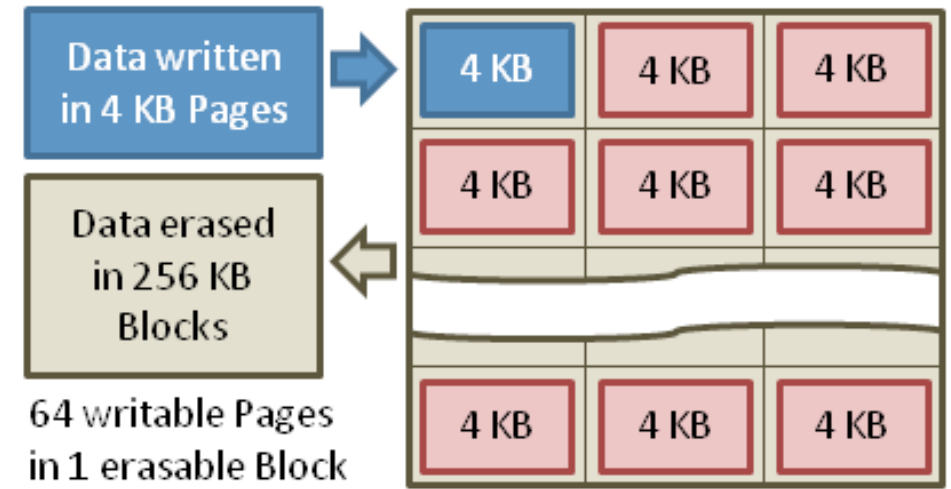 Data written
in 4 KB Pages
4 KB 4 KB 4 KB
4 KB 4 KB 4 KB
Data erased
in 256 KB
Blocks
64 writable Pages
in 1 erasable Block
4 KB 4 KB 4 KB